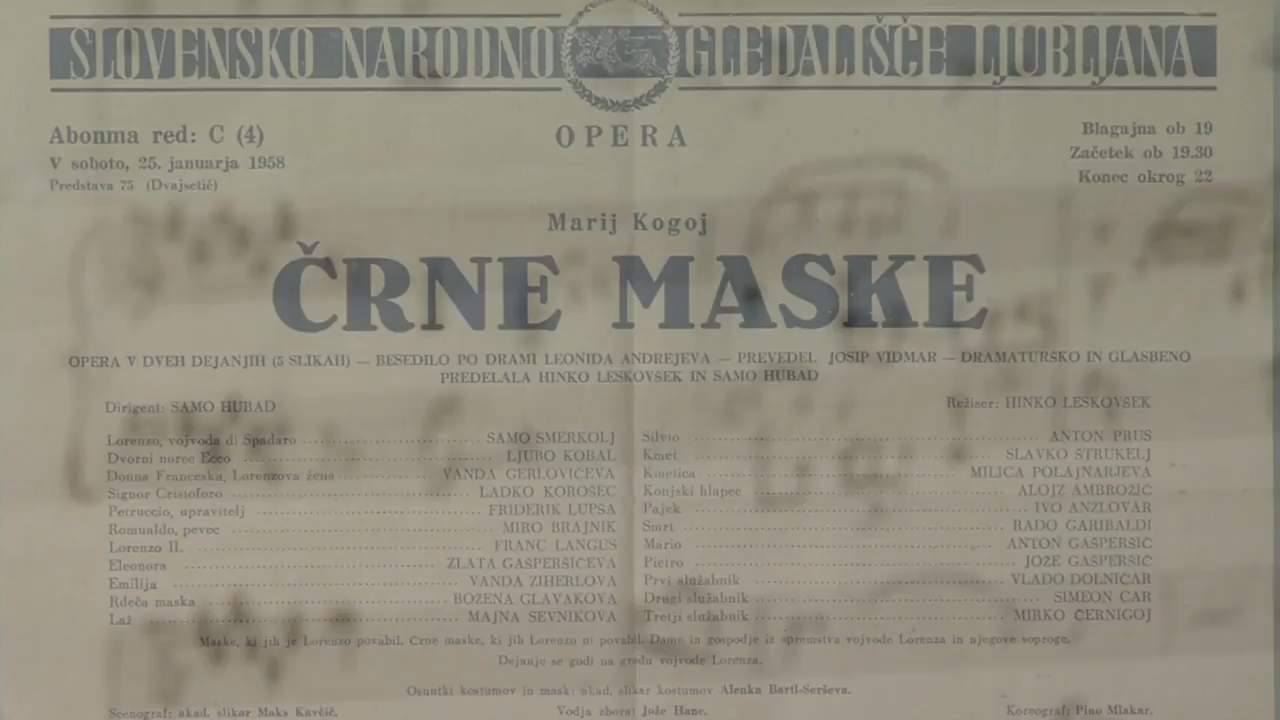 SLOVENSKO NARODNO GLEDALIŠČE LJUBLJANA
Abonma red: C (4)
OPERA
Blagajna ob 19
V soboto, 25. januarja 1958
Začetek ob 19.30
Predstava 75 (Dvajsetič)
Konec okrog 22
Marij Kogoj
ČRNE MASKE
OPERA V DVEH DEJANJIH (5 SLIKAH) — BESEDILO PO DRAMI LEONIDA ANDREJEVA — PREVEDEL JOSIP VIDMAR — DRAMATURŠKO IN GLASBENO
PREDELALA HINKO LESKOVŠEK IN SAMO HUBAD
Dirigent: SAMO HUBAD
Režiser: HINKO LESKOVŠEK
Lorenzo, vojvoda di Spadaro SAMO SMERKOLJ
Dvorni norec Ecco LJUBO KOBAL
Donna Franceska, Lorenzova žena VANDA GERLOVIČEVA
Signor Cristoforo LADKO KOROŠEC
Petruccio, upravitelj FRIDERIK LUPŠA
Romualdo, pevec MIRO BRAJNIK
Lorenzo II. FRANC LANGUS
Eleonora ZLATA GAŠPERŠIČEVA
Emilija VANDA ZIHERLOVA
Rdeča maska BOŽENA GLAVAKOVA
Laž MAJNA SEVNIKOVA
Silvio ANTON PRUS
Kmet SLAVKO ŠTRUKELJ
Kmetica MILICA POLAJNARJEVA
Konjski hlapec ALOJZ AMBROŽIČ
Pajek IVO ANŽLOVAR
Smrt RADO GARIBALDI
Mario ANTON GAŠPERŠIČ
Pietro JOŽE GAŠPERŠIČ
Prvi služabnik VLADO DOLNIČAR
Drugi služabnik SIMEON CAR
Tretji služabnik MIRKO ČERNIGOJ
Maske, ki jih je Lorenzo povabil. Črne maske, ki jih Lorenzo ni povabil. Dame in gospodje iz spremstva vojvode Lorenza in njegove soproge.
Dejanje se godi na gradu vojvode Lorenza.
Osnutki kostumov in mask: akad. slikar kostumov Alenka Bartl-Serševa.
Scenograf: akad. slikar Maks Kavčič.
Vodja zbora: Jože Hanc.
Koreograf: Pino Mlakar.